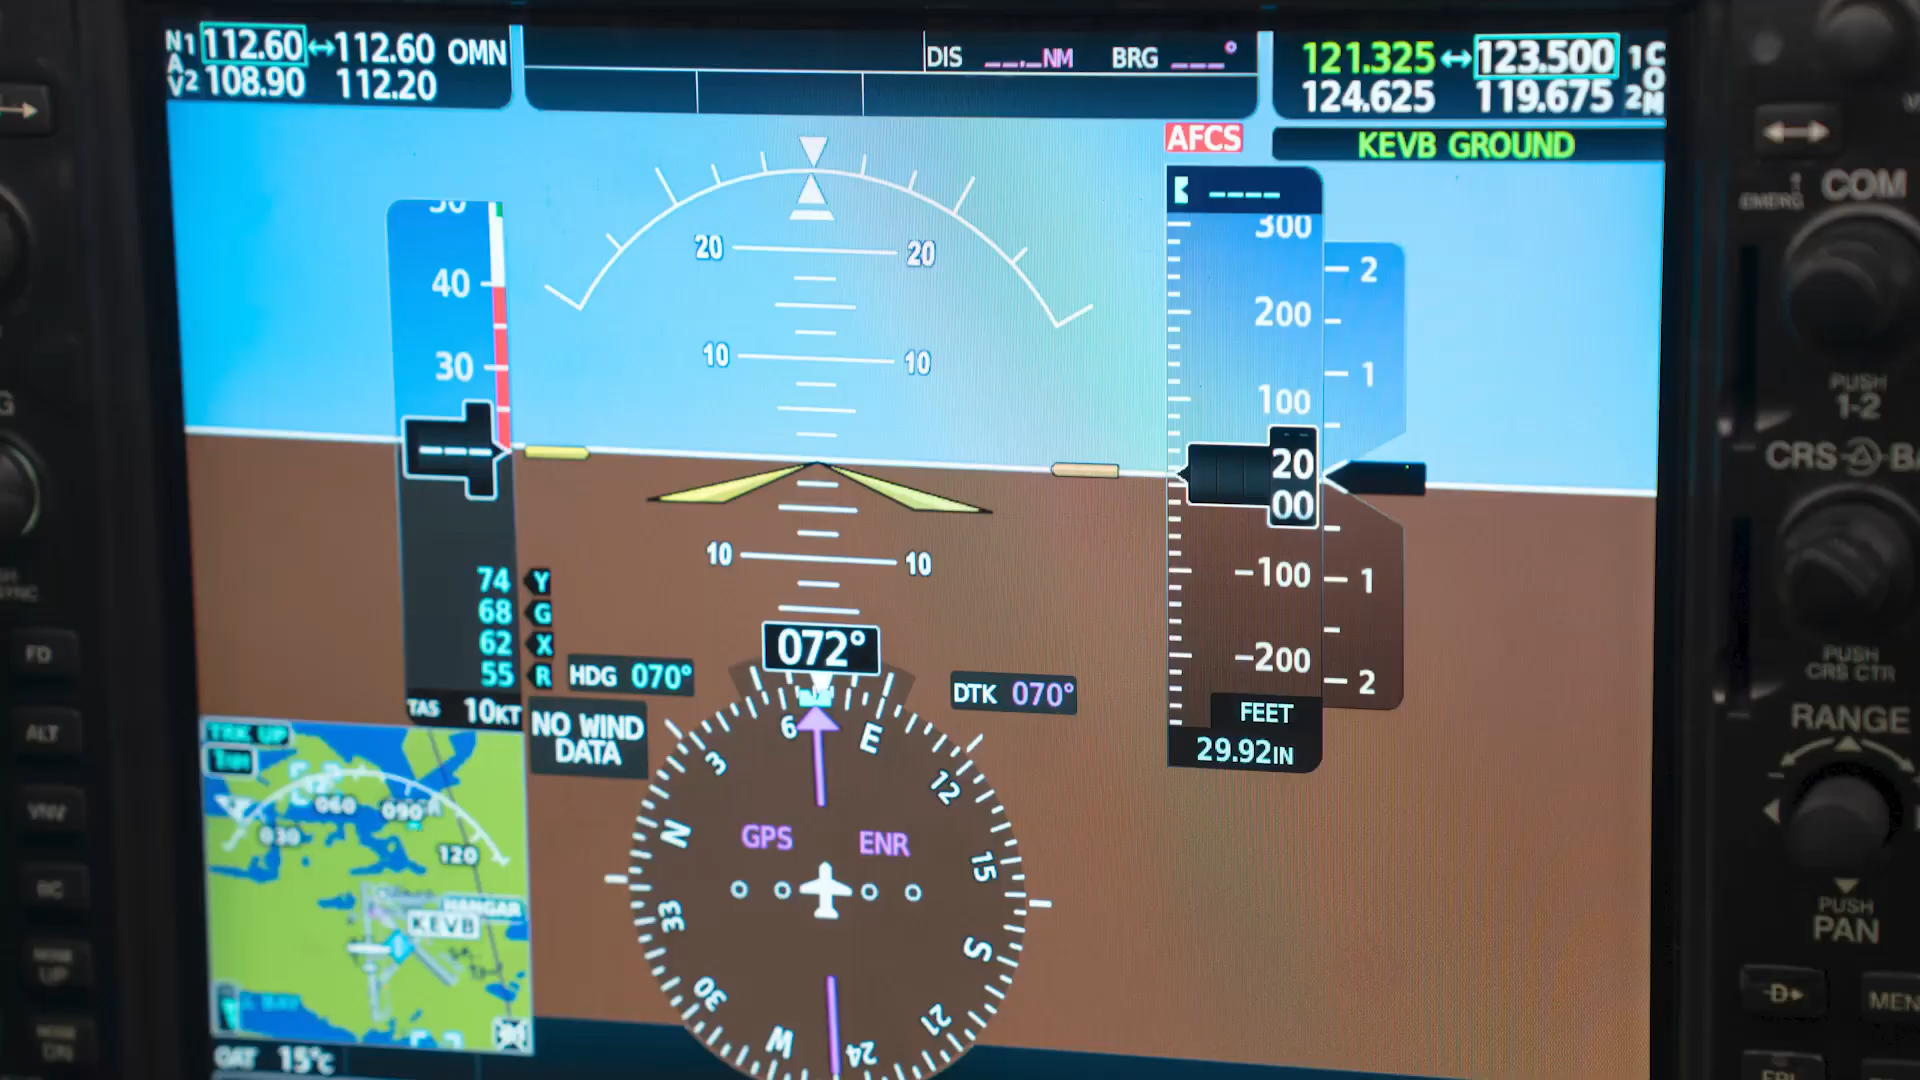 N1 112.60↔112.60 OMN
A
V2 108.90 112.20
DIS __._NM BRG ___°
121.325↔123.500 1C
O
124.625 119.675 2M
AFCS
KEVB GROUND
----
EMERG
COM
PUSH
1-2
50
40
30
---
300
200
100
20
00
-100
-200
2
1
1
2
20 20
10 10
10 10
CRS BA
PUSH
CRS CTR
74 Y
68 G
62 X
55 R
TAS 10KT
072°
HDG 070°
DTK 070°
FEET
29.92IN
NO WIND
DATA
FD
ALT
VNV
BC
NOSE
UP
NOSE
DN
TRK UP
030
060
090
120
HANGAR
KEVB
OAT 15°C
N
3
6
E
12
15
S
21
24
W
30
33
GPS ENR
RANGE
PUSH
PAN
D
MEN